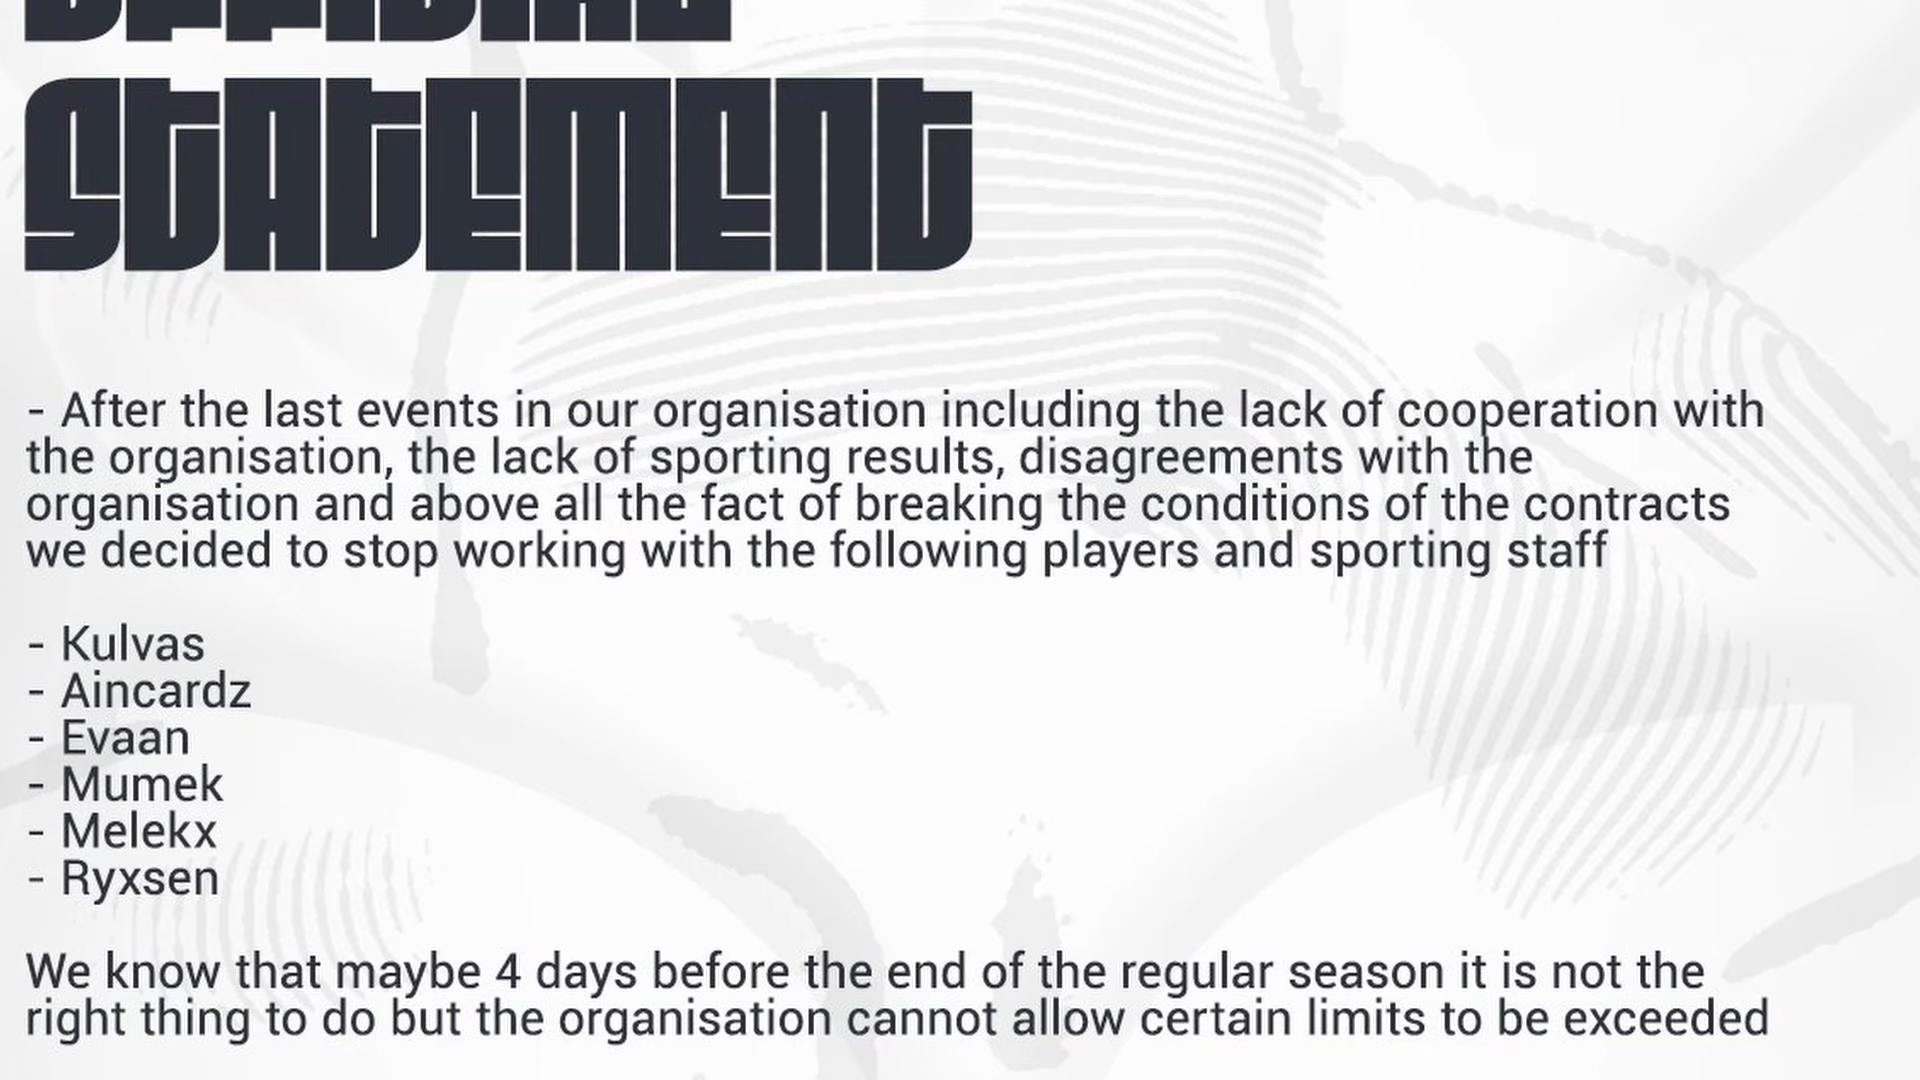 OFFICIAL
STATEMENT
- After the last events in our organisation including the lack of cooperation with
the organisation, the lack of sporting results, disagreements with the
organisation and above all the fact of breaking the conditions of the contracts
we decided to stop working with the following players and sporting staff
- Kulvas
- Aincardz
- Evaan
- Mumek
- Melekx
- Ryxsen
We know that maybe 4 days before the end of the regular season it is not the
right thing to do but the organisation cannot allow certain limits to be exceeded